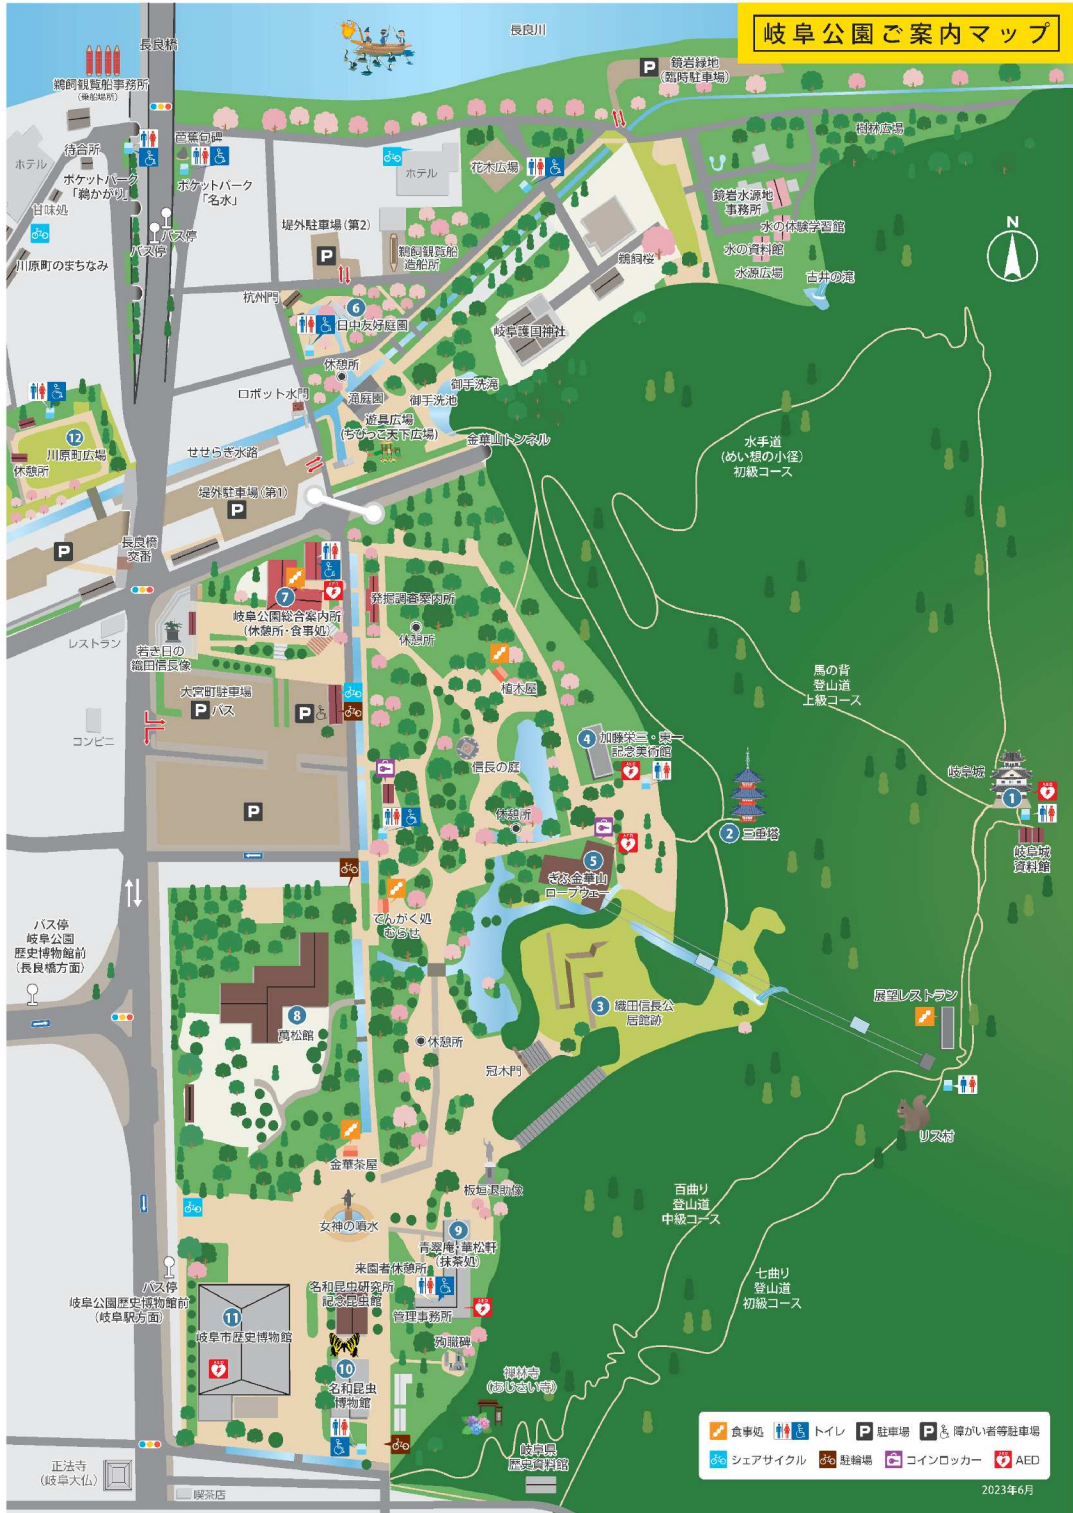 岐阜公園ご案内マップ
長良橋
長良川
鵜飼観覧船事務所
(乗船場所)
P
鏡岩緑地
(臨時駐車場)
ホテル
待合所
芭蕉句碑
ポケットパーク
「鵜かがり」
ポケットパーク
「名水」
甘味処
バス停
バス停
川原町のまちなみ
ホテル
花木広場
樹林広場
鏡岩水源地
事務所
水の体験学習館
水の資料館
水源広場
古井の滝
N
堤外駐車場(第2)
P
鵜飼観覧船
造船所
鵜飼桜
杭州門
6
日中友好庭園
岐阜護国神社
休憩所
ロボット水門
滝庭園
御手洗滝
御手洗池
遊具広場
(ちびっこ天下広場)
金華山トンネル
12
川原町広場
休憩所
せせらぎ水路
堤外駐車場(第1)
P
P
長良橋
交番
水手道
(めい想の小径)
初級コース
7
岐阜公園総合案内所
(休憩所・食事処)
AED
発掘調査案内所
休憩所
レストラン
若き日の
織田信長像
植木屋
大宮町駐車場
P バス
P
コンビニ
馬の背
登山道
上級コース
4
加藤栄三・東一
記念美術館
AED
信長の庭
休憩所
P
2 三重塔
岐阜城
1
AED
岐阜城
資料館
5
ぎふ金華山
ロープウェー
AED
でんがく処
むらせ
バス停
岐阜公園
歴史博物館前
(長良橋方面)
8
萬松館
3
織田信長公
居館跡
展望レストラン
休憩所
冠木門
リス村
金華茶屋
板垣退助像
百曲り
登山道
中級コース
女神の噴水
9
青翠庵・華松軒
(抹茶処)
来園者休憩所
七曲り
登山道
初級コース
バス停
岐阜公園歴史博物館前
(岐阜駅方面)
名和昆虫研究所
記念昆虫館
管理事務所
AED
11
岐阜市歴史博物館
AED
殉職碑
10
名和昆虫
博物館
禅林寺
(あじさい寺)
岐阜県
歴史資料館
正法寺
(岐阜大仏)
喫茶店
食事処 トイレ P 駐車場 P 障がい者等駐車場
シェアサイクル 駐輪場 コインロッカー AED
2023年6月